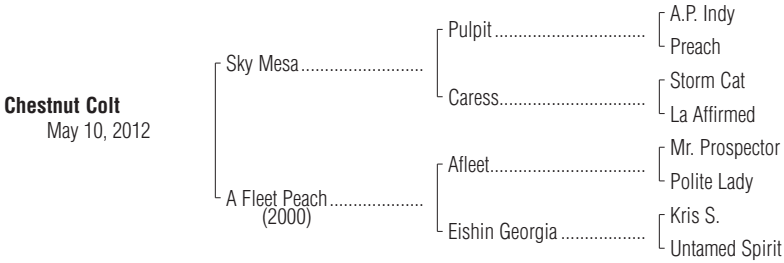 A.P. Indy
Pulpit
Preach
Sky Mesa
Storm Cat
Caress
La Affirmed
Chestnut Colt
May 10, 2012
Mr. Prospector
Afleet
Polite Lady
A Fleet Peach
(2000)
Kris S.
Eishin Georgia
Untamed Spirit